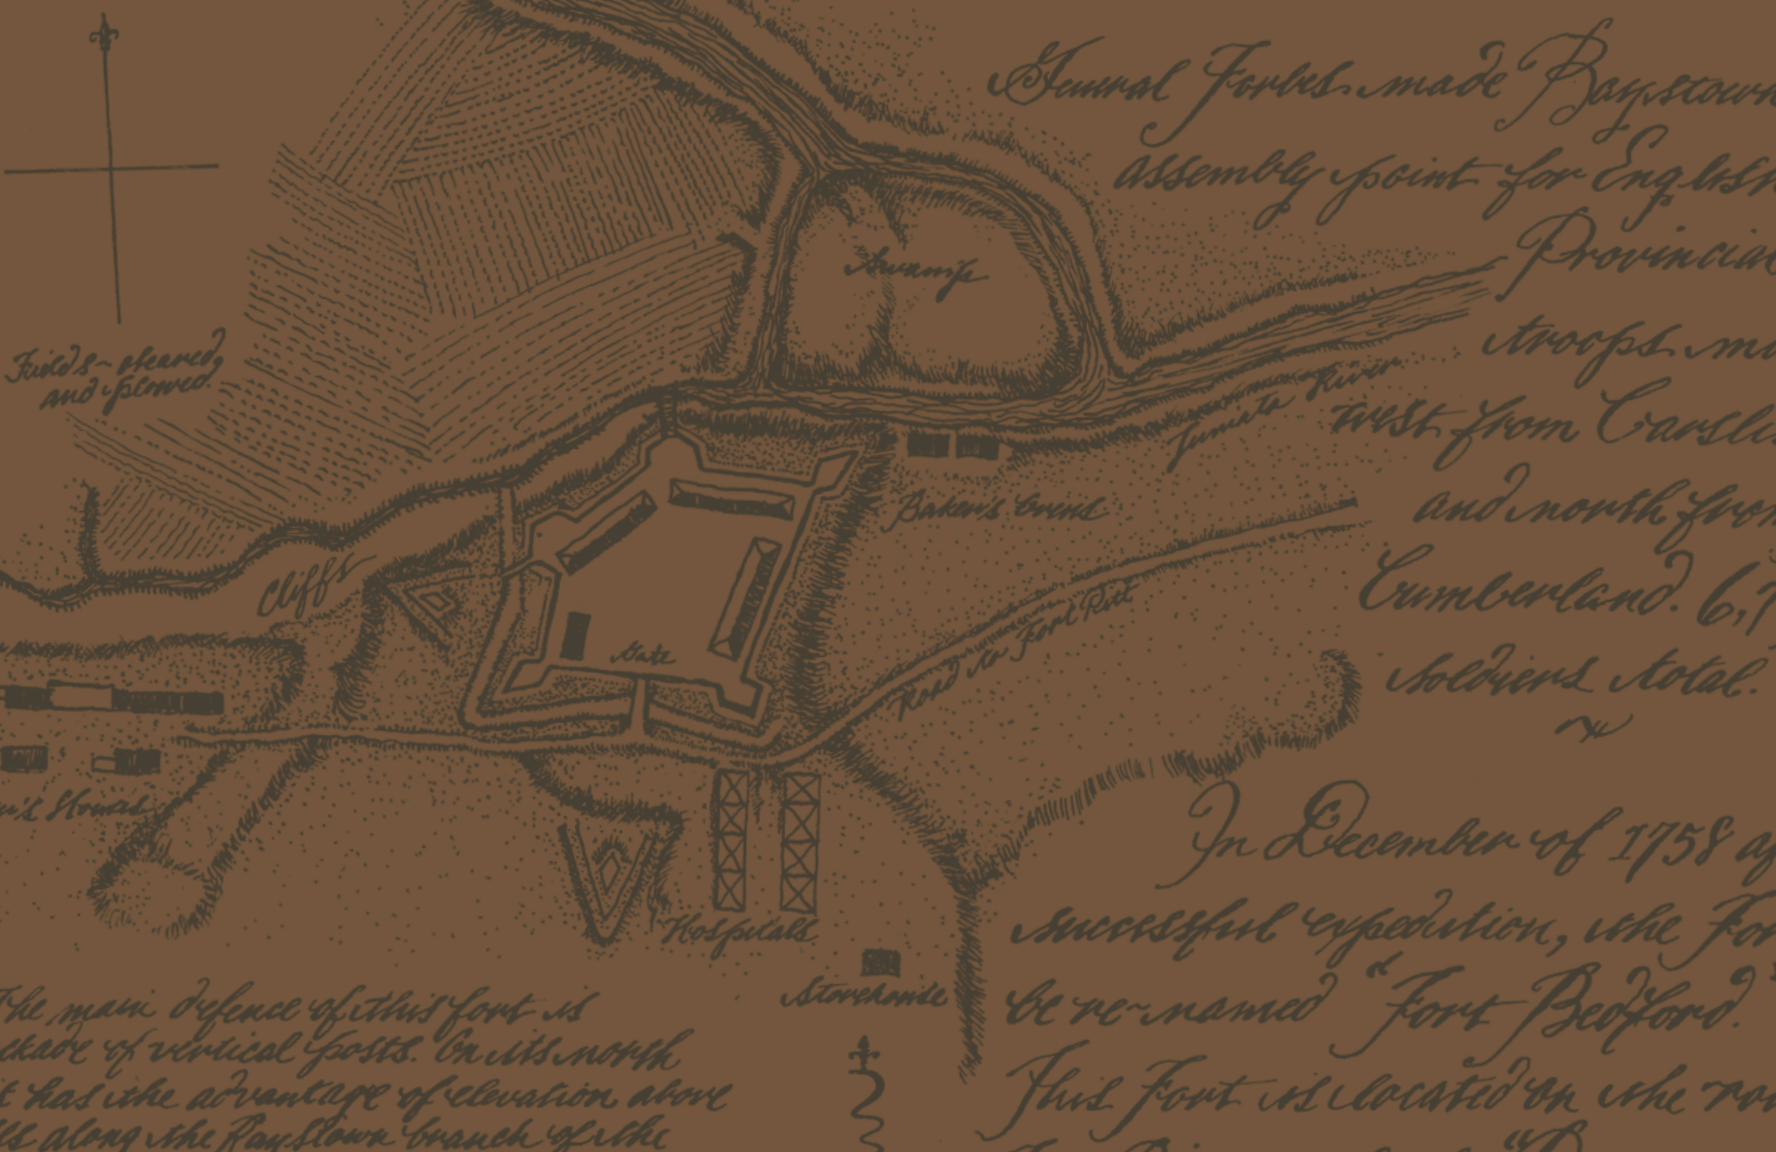 General Forbes made Raystown
assembly point for English
Provincial
troops
west from
and north
Cumberland. 6,
soldiers total.
In December of 1758
successful expedition, the
be re-named "Fort Bedford."
This Fort is located on the
Swamp
Fields - cleared,
and plowed.
Juniata River
Baker's Ovens
Cliffs
Gate
Road to Fort Pitt
Hospitals
Storehouse
The main defence of this fort is
of vertical posts. On its north
has the advantage of elevation above
along the Raystown branch of the